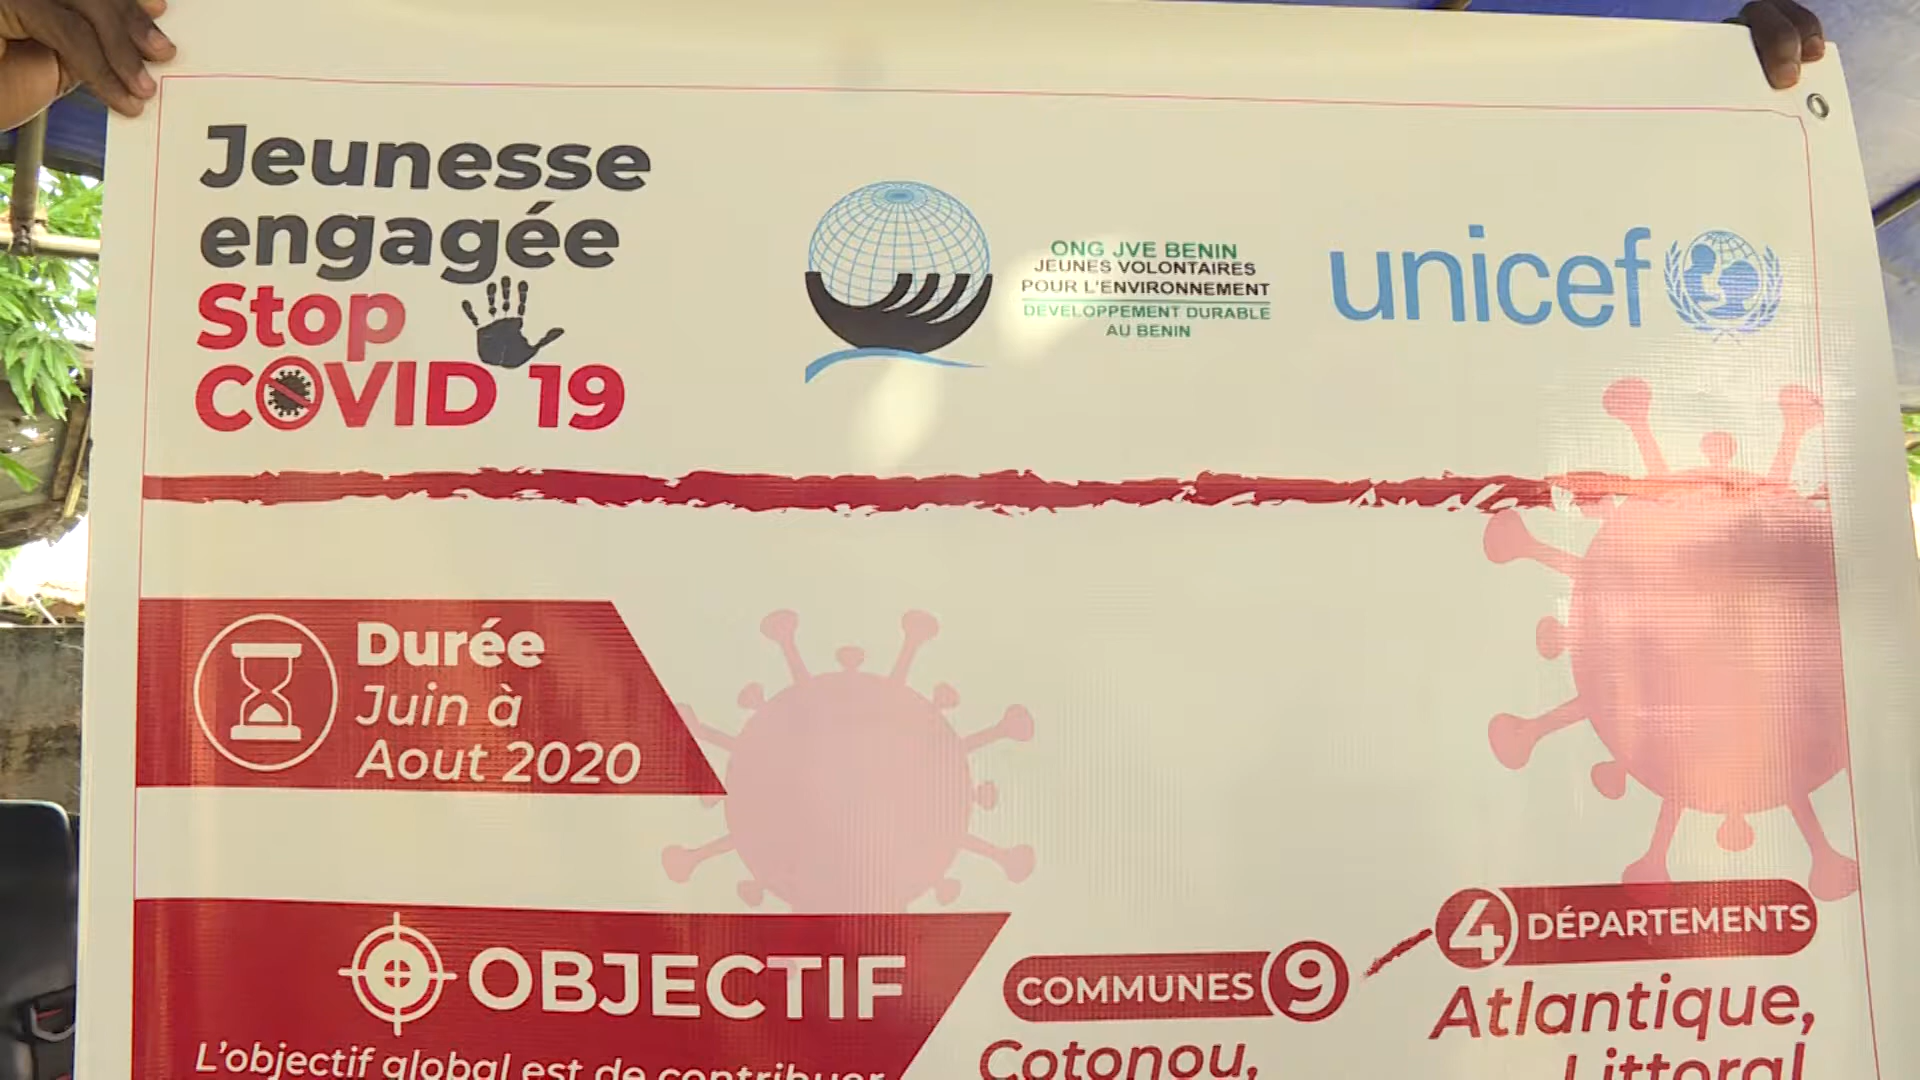 Jeunesse
engagée
Stop
COVID 19
ONG JVE BENIN
JEUNES VOLONTAIRES
POUR L'ENVIRONNEMENT
DEVELOPPEMENT DURABLE
AU BENIN
unicef
Durée
Juin à
Aout 2020
OBJECTIF
L'objectif global est de contribuer
COMMUNES 9
Cotonou,
4 DÉPARTEMENTS
Atlantique,
Littoral